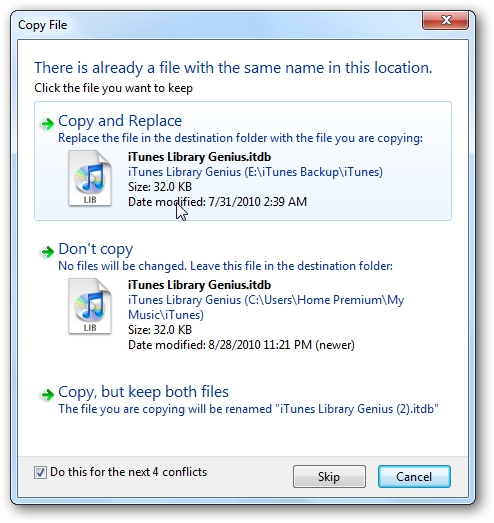 Copy File
There is already a file with the same name in this location.
Click the file you want to keep
Copy and Replace
Replace the file in the destination folder with the file you are copying:
iTunes Library Genius.itdb
iTunes Library Genius (E:\iTunes Backup\iTunes)
Size: 32.0 KB
Date modified: 7/31/2010 2:39 AM
LIB
Don't copy
No files will be changed. Leave this file in the destination folder:
iTunes Library Genius.itdb
iTunes Library Genius (C:\Users\Home Premium\My
Music\iTunes)
Size: 32.0 KB
Date modified: 8/28/2010 11:21 PM (newer)
LIB
Copy, but keep both files
The file you are copying will be renamed "iTunes Library Genius (2).itdb"
Do this for the next 4 conflicts
Skip
Cancel